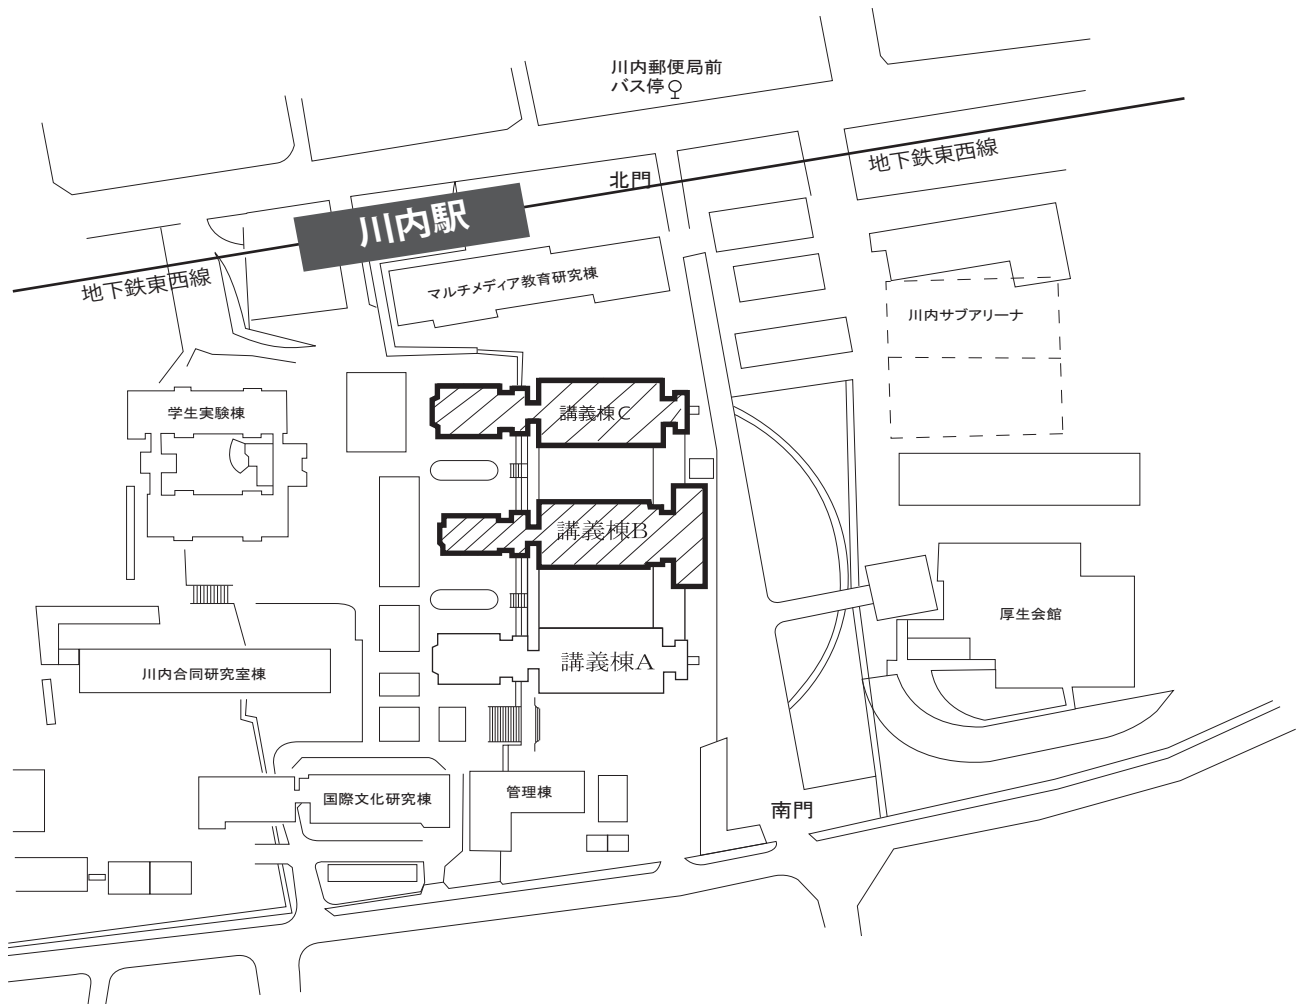 川内郵便局前
バス停
地下鉄東西線
北門
川内駅
地下鉄東西線
マルチメディア教育研究棟
川内サブアリーナ
学生実験棟
講義棟C
講義棟B
厚生会館
講義棟A
川内合同研究室棟
国際文化研究棟
管理棟
南門